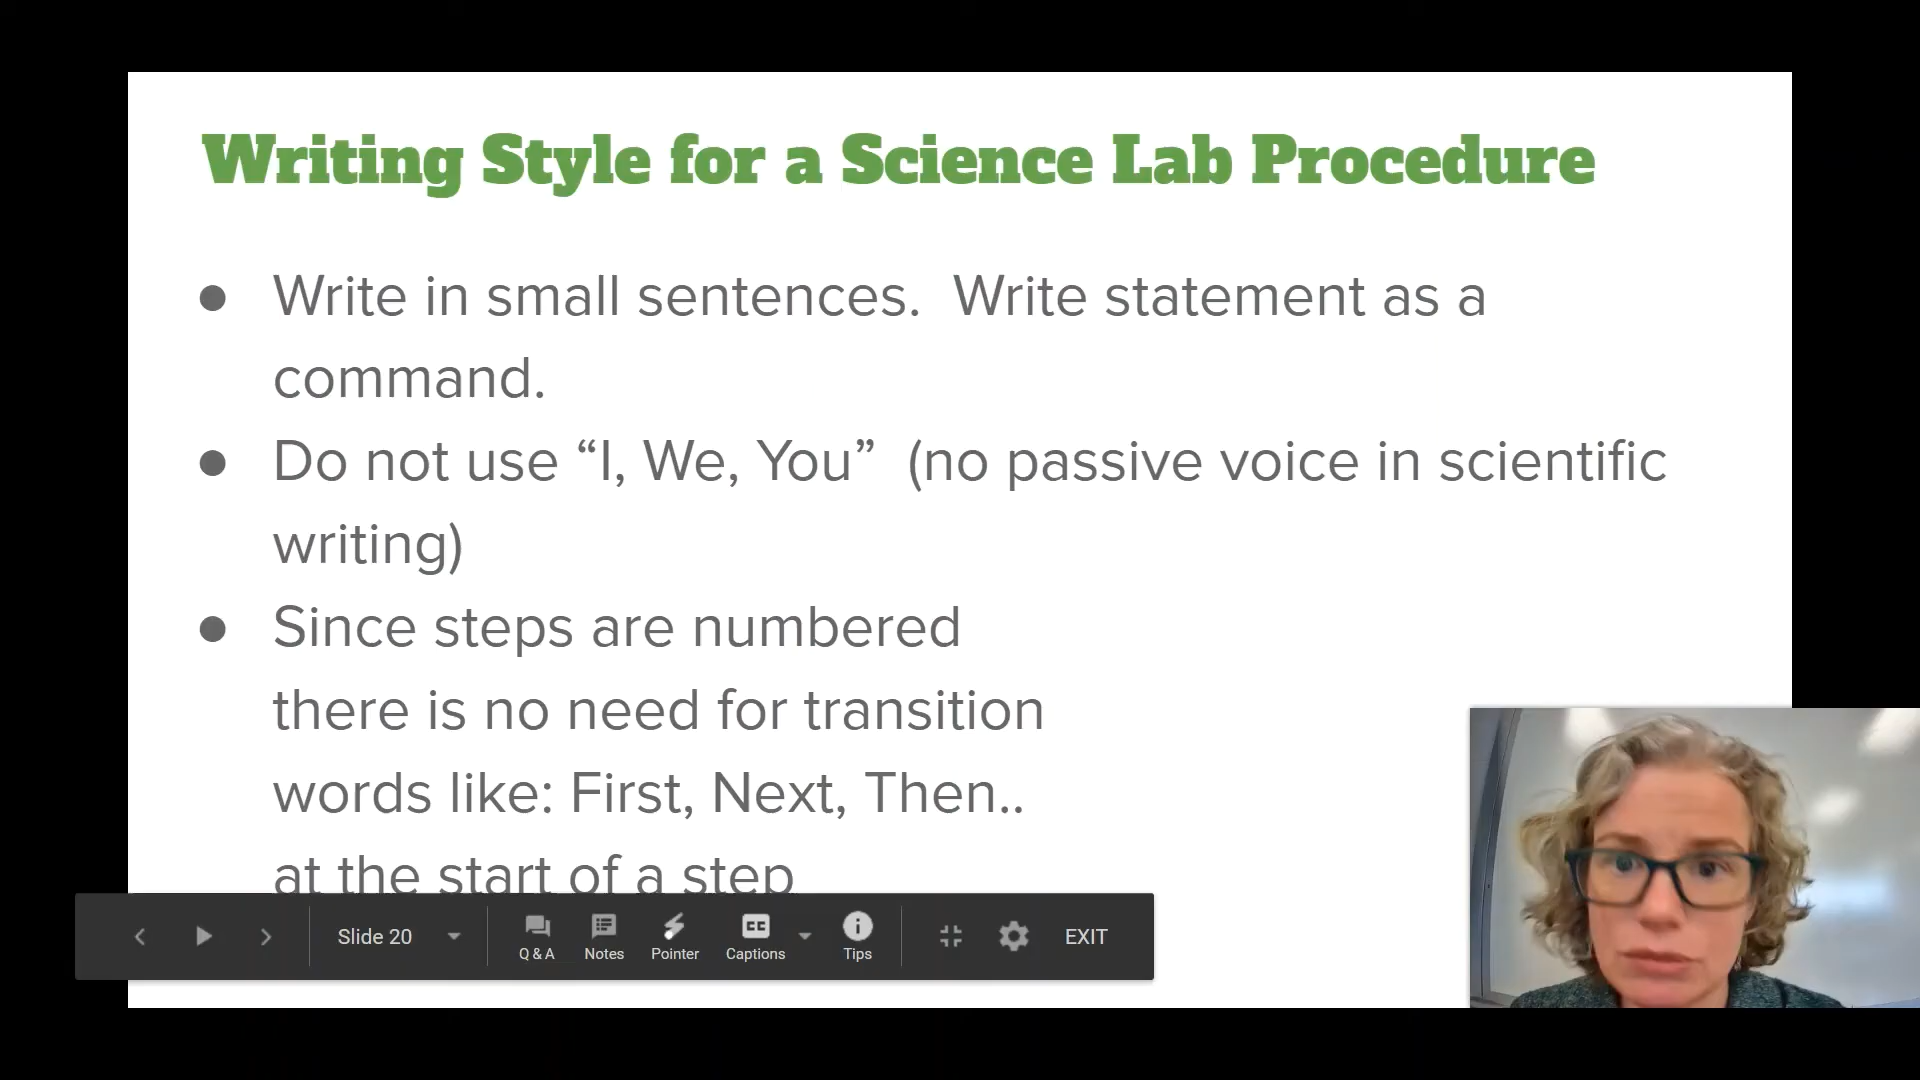 Writing Style for a Science Lab Procedure
● Write in small sentences.  Write statement as a
command.
● Do not use “I, We, You”  (no passive voice in scientific
writing)
● Since steps are numbered
there is no need for transition
words like: First, Next, Then..
at the start of a step
Slide 20
Q & A
Notes
Pointer
CC
Captions
Tips
EXIT